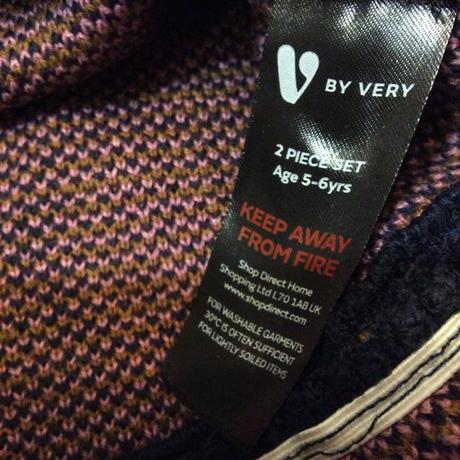 V BY VERY
2 PIECE SET
Age 5-6yrs
KEEP AWAY
FROM FIRE
Shop Direct Home
Shopping Ltd L70 1AB UK
www.shopdirect.com
FOR WASHABLE GARMENTS
30°C IS OFTEN SUFFICIENT
FOR LIGHTLY SOILED ITEMS